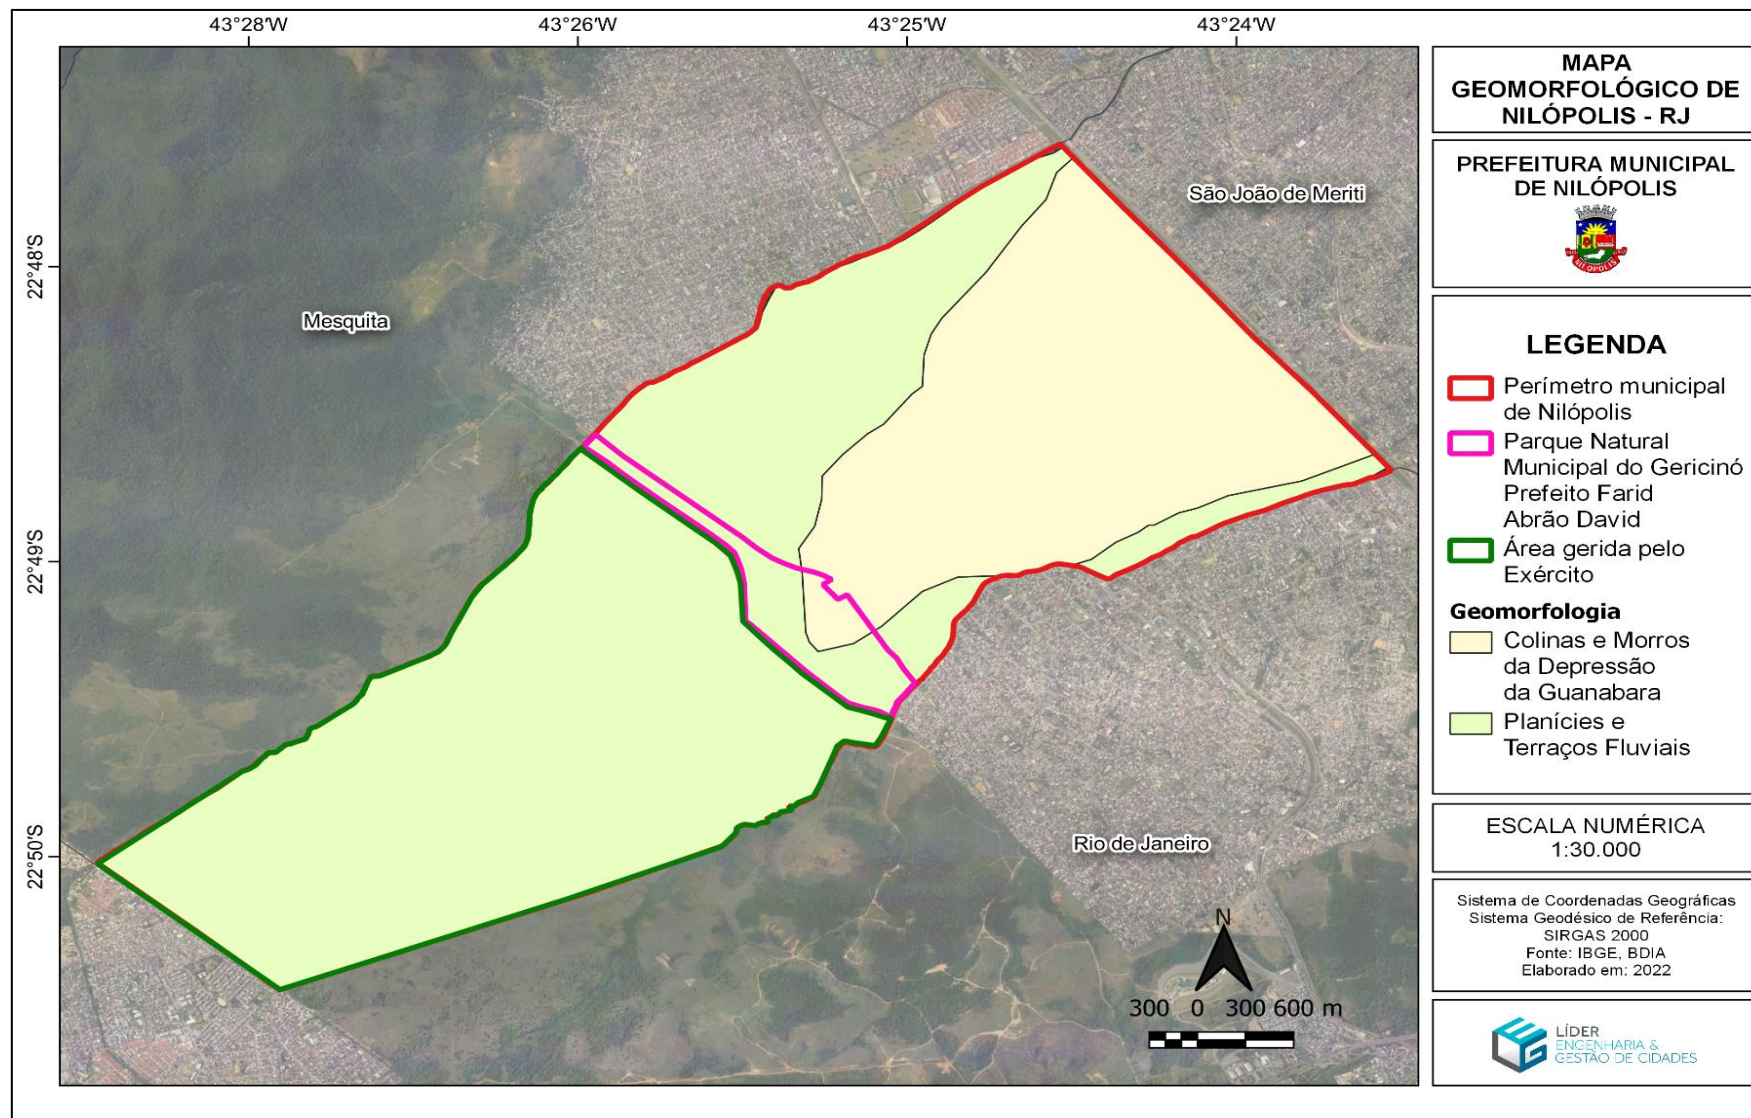 43°28'W 43°26'W 43°25'W 43°24'W
22°48'S
22°49'S
22°50'S
São João de Meriti
Mesquita
Rio de Janeiro
N
300 0 300 600 m
MAPA
GEOMORFOLÓGICO DE
NILÓPOLIS - RJ
PREFEITURA MUNICIPAL
DE NILÓPOLIS
NILÓPOLIS
LEGENDA
Perímetro municipal
de Nilópolis
Parque Natural
Municipal do Gericinó
Prefeito Farid
Abrão David
Área gerida pelo
Exército
Geomorfologia
Colinas e Morros
da Depressão
da Guanabara
Planícies e
Terraços Fluviais
ESCALA NUMÉRICA
1:30.000
Sistema de Coordenadas Geográficas
Sistema Geodésico de Referência:
SIRGAS 2000
Fonte: IBGE, BDIA
Elaborado em: 2022
LÍDER
ENGENHARIA &
GESTÃO DE CIDADES